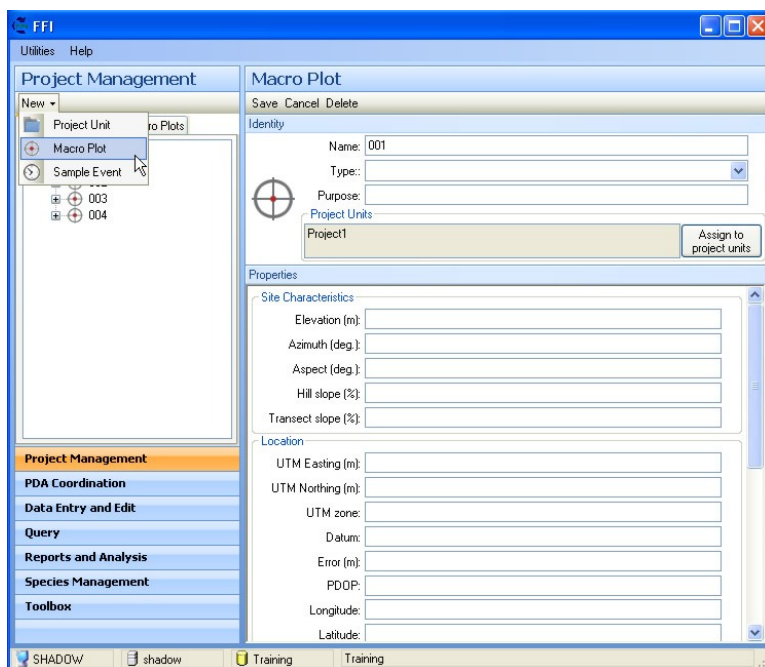 FFI
Utilities Help
Project Management
New
Project Unit
Macro Plot
Sample Event
ro Plots
003
004
Project Management
PDA Coordination
Data Entry and Edit
Query
Reports and Analysis
Species Management
Toolbox
Macro Plot
Save Cancel Delete
Identity
Name: 001
Type::
Purpose:
Project Units
Project1
Assign to
project units
Properties
Site Characteristics
Elevation (m):
Azimuth (deg.):
Aspect (deg.):
Hill slope (%):
Transect slope (%):
Location
UTM Easting (m):
UTM Northing (m):
UTM zone:
Datum:
Error (m):
PDOP:
Longitude:
Latitude:
SHADOW shadow Training Training